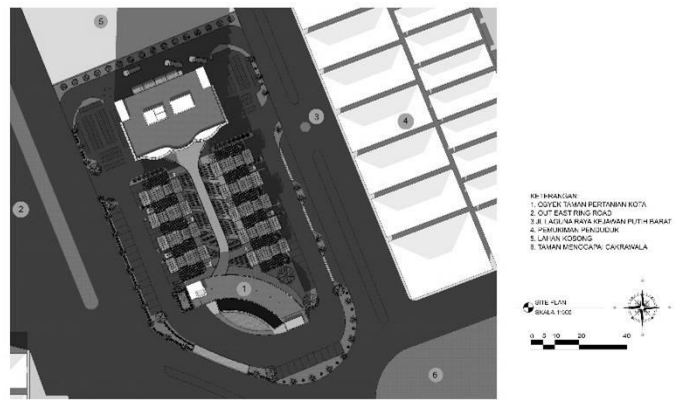 5
3
4
2
1
6
KETERANGAN:
1. OBYEK TAMAN PERTANIAN KOTA
2. OUT EAST RING ROAD
3. JL LAGUNA RAYA KEJAWAN PUTIH BARAT
4. PEMUKIMAN PENDUDUK
5. LAHAN KOSONG
6. TAMAN MENGGAPAI CAKRAWALA
SITE PLAN
SKALA 1:500
0 5 10 20 40